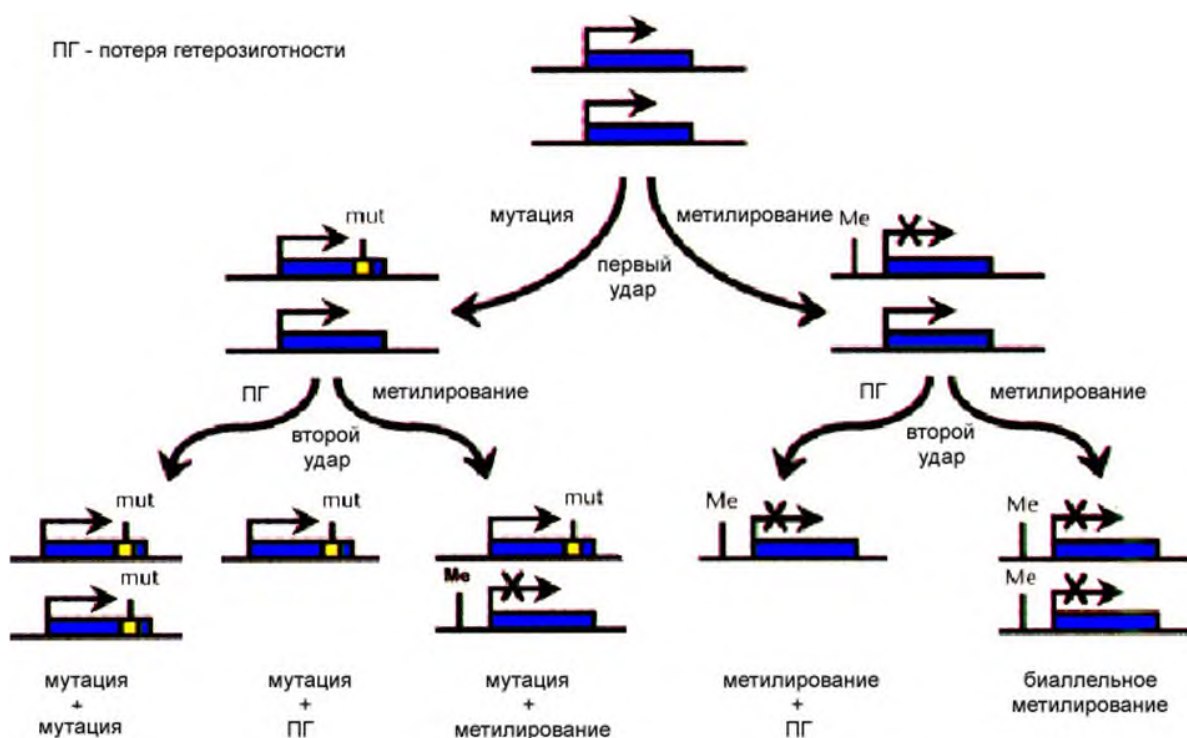 ПГ - потеря гетерозиготности
мутация
метилирование
mut
Me
первый
удар
ПГ
метилирование
второй
удар
ПГ
метилирование
второй
удар
mut
mut
mut
Me
Me
mut
Me
Me
мутация
+
мутация
мутация
+
ПГ
мутация
+
метилирование
метилирование
+
ПГ
биаллельное
метилирование